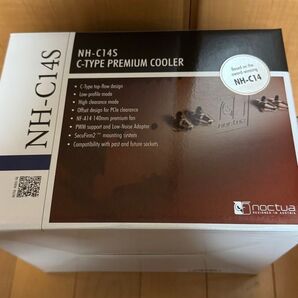 NH-C14S
NH-C14S
C-TYPE PREMIUM COOLER
Based on the
award-winning
NH-C14
• C-Type top-flow design
• Low-profile mode
• High clearance mode
• Offset design for PCIe clearance
• NF-A14 140mm premium fan
• PWM support and Low-Noise Adaptor
• SecuFirm2™ mounting system
• Compatibility with past and future sockets
noctua
DESIGNED IN AUSTRIA